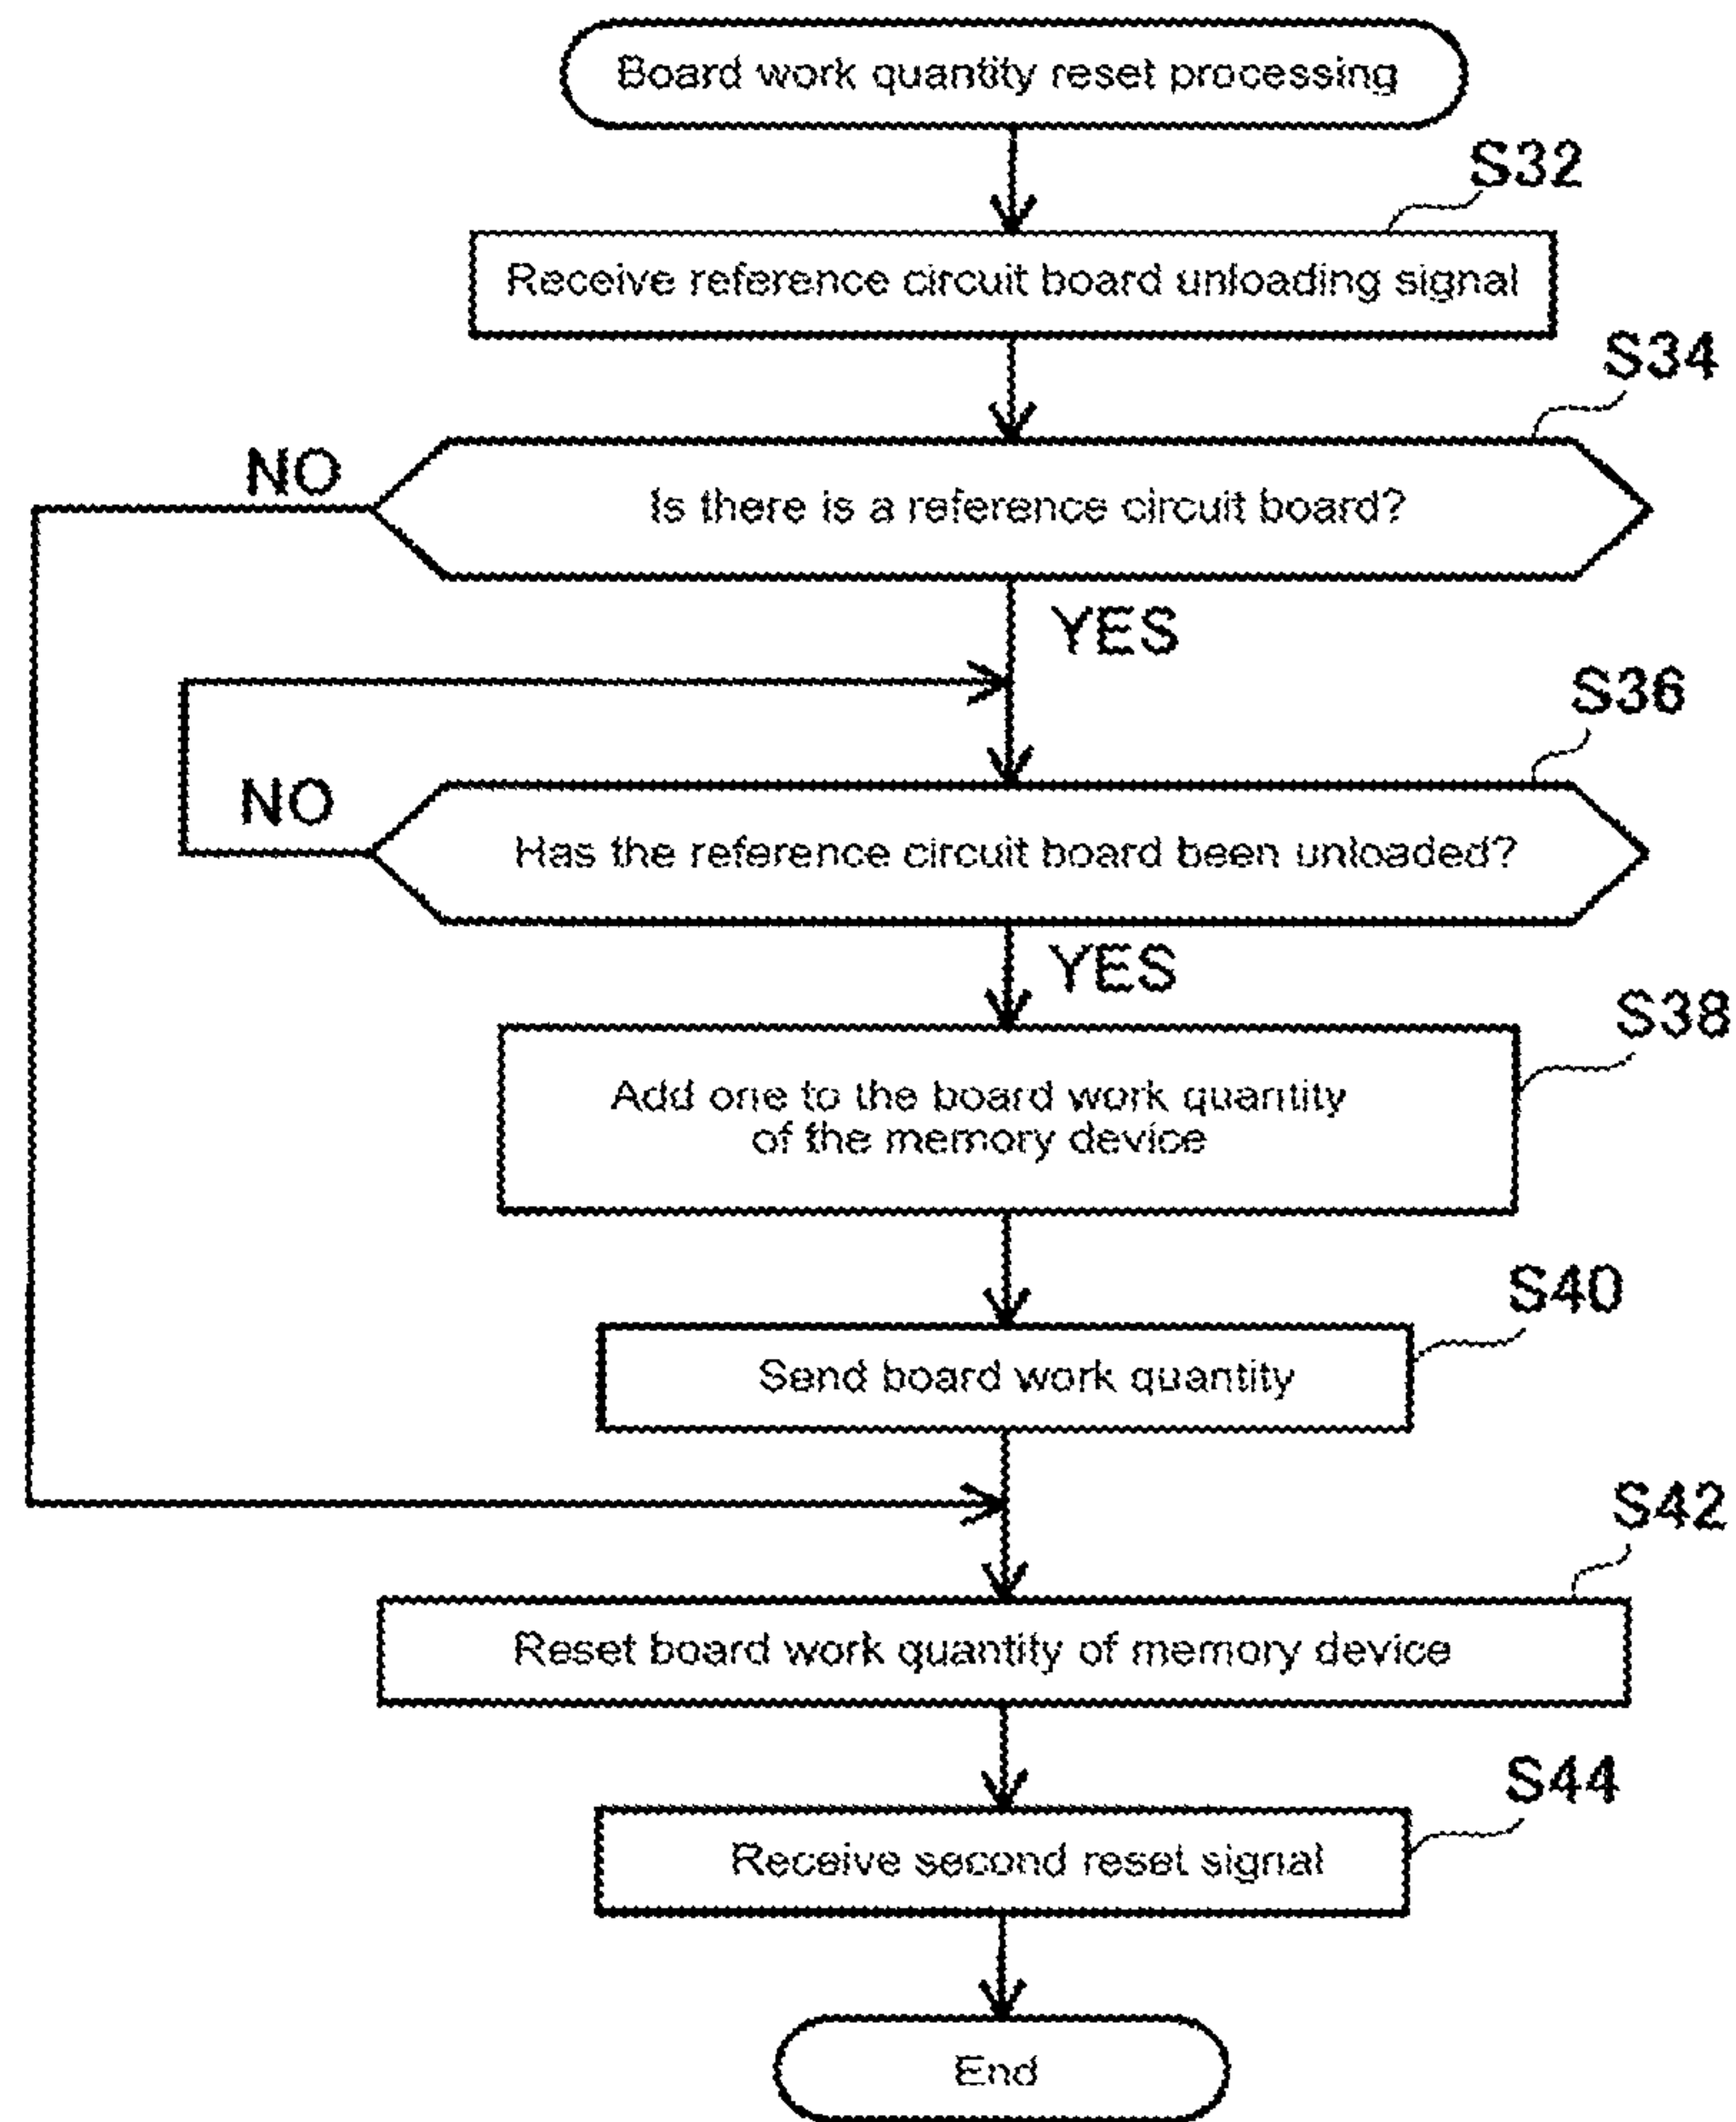 Board work quantity reset processing
S32
Receive reference circuit board unloading signal
S34
NO
Is there is a reference circuit board?
YES
S36
NO
Has the reference circuit board been unloaded?
YES
S38
Add one to the board work quantity
of the memory device
S40
Send board work quantity
S42
Reset board work quantity of memory device
S44
Receive second reset signal
End